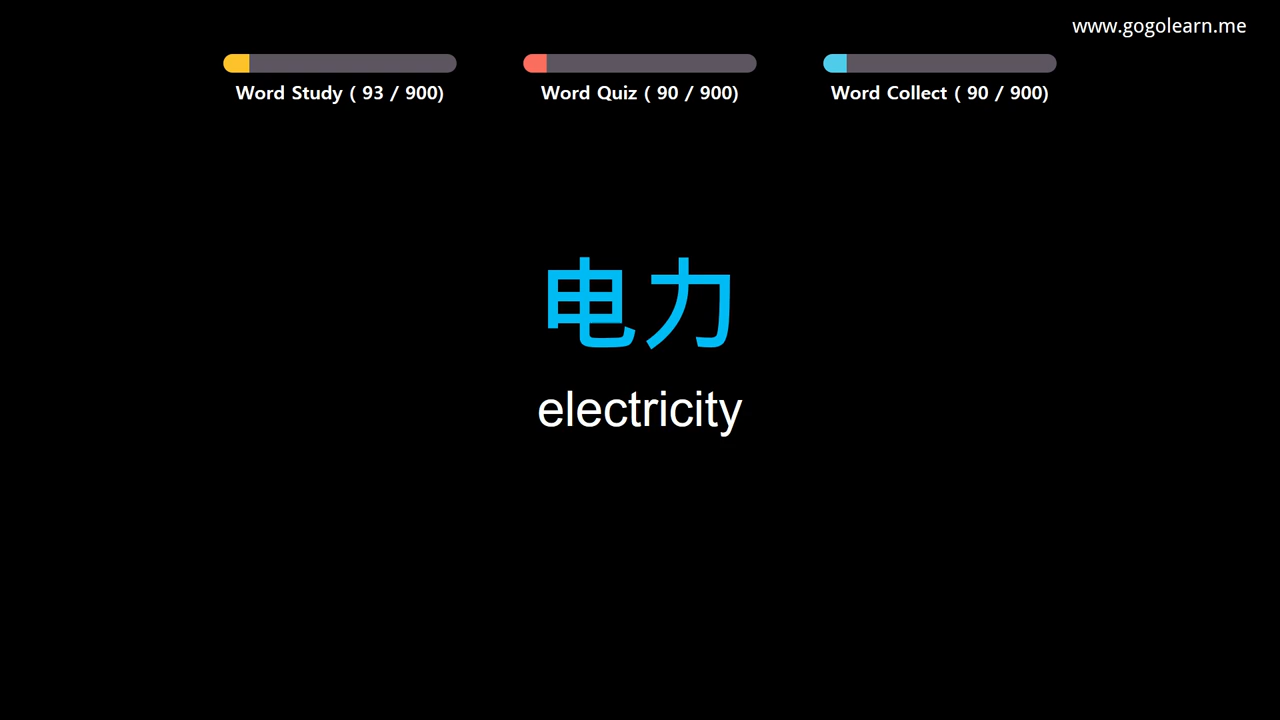 www.gogolearn.me
Word Study ( 93 / 900)
Word Quiz ( 90 / 900)
Word Collect ( 90 / 900)
电力
electricity